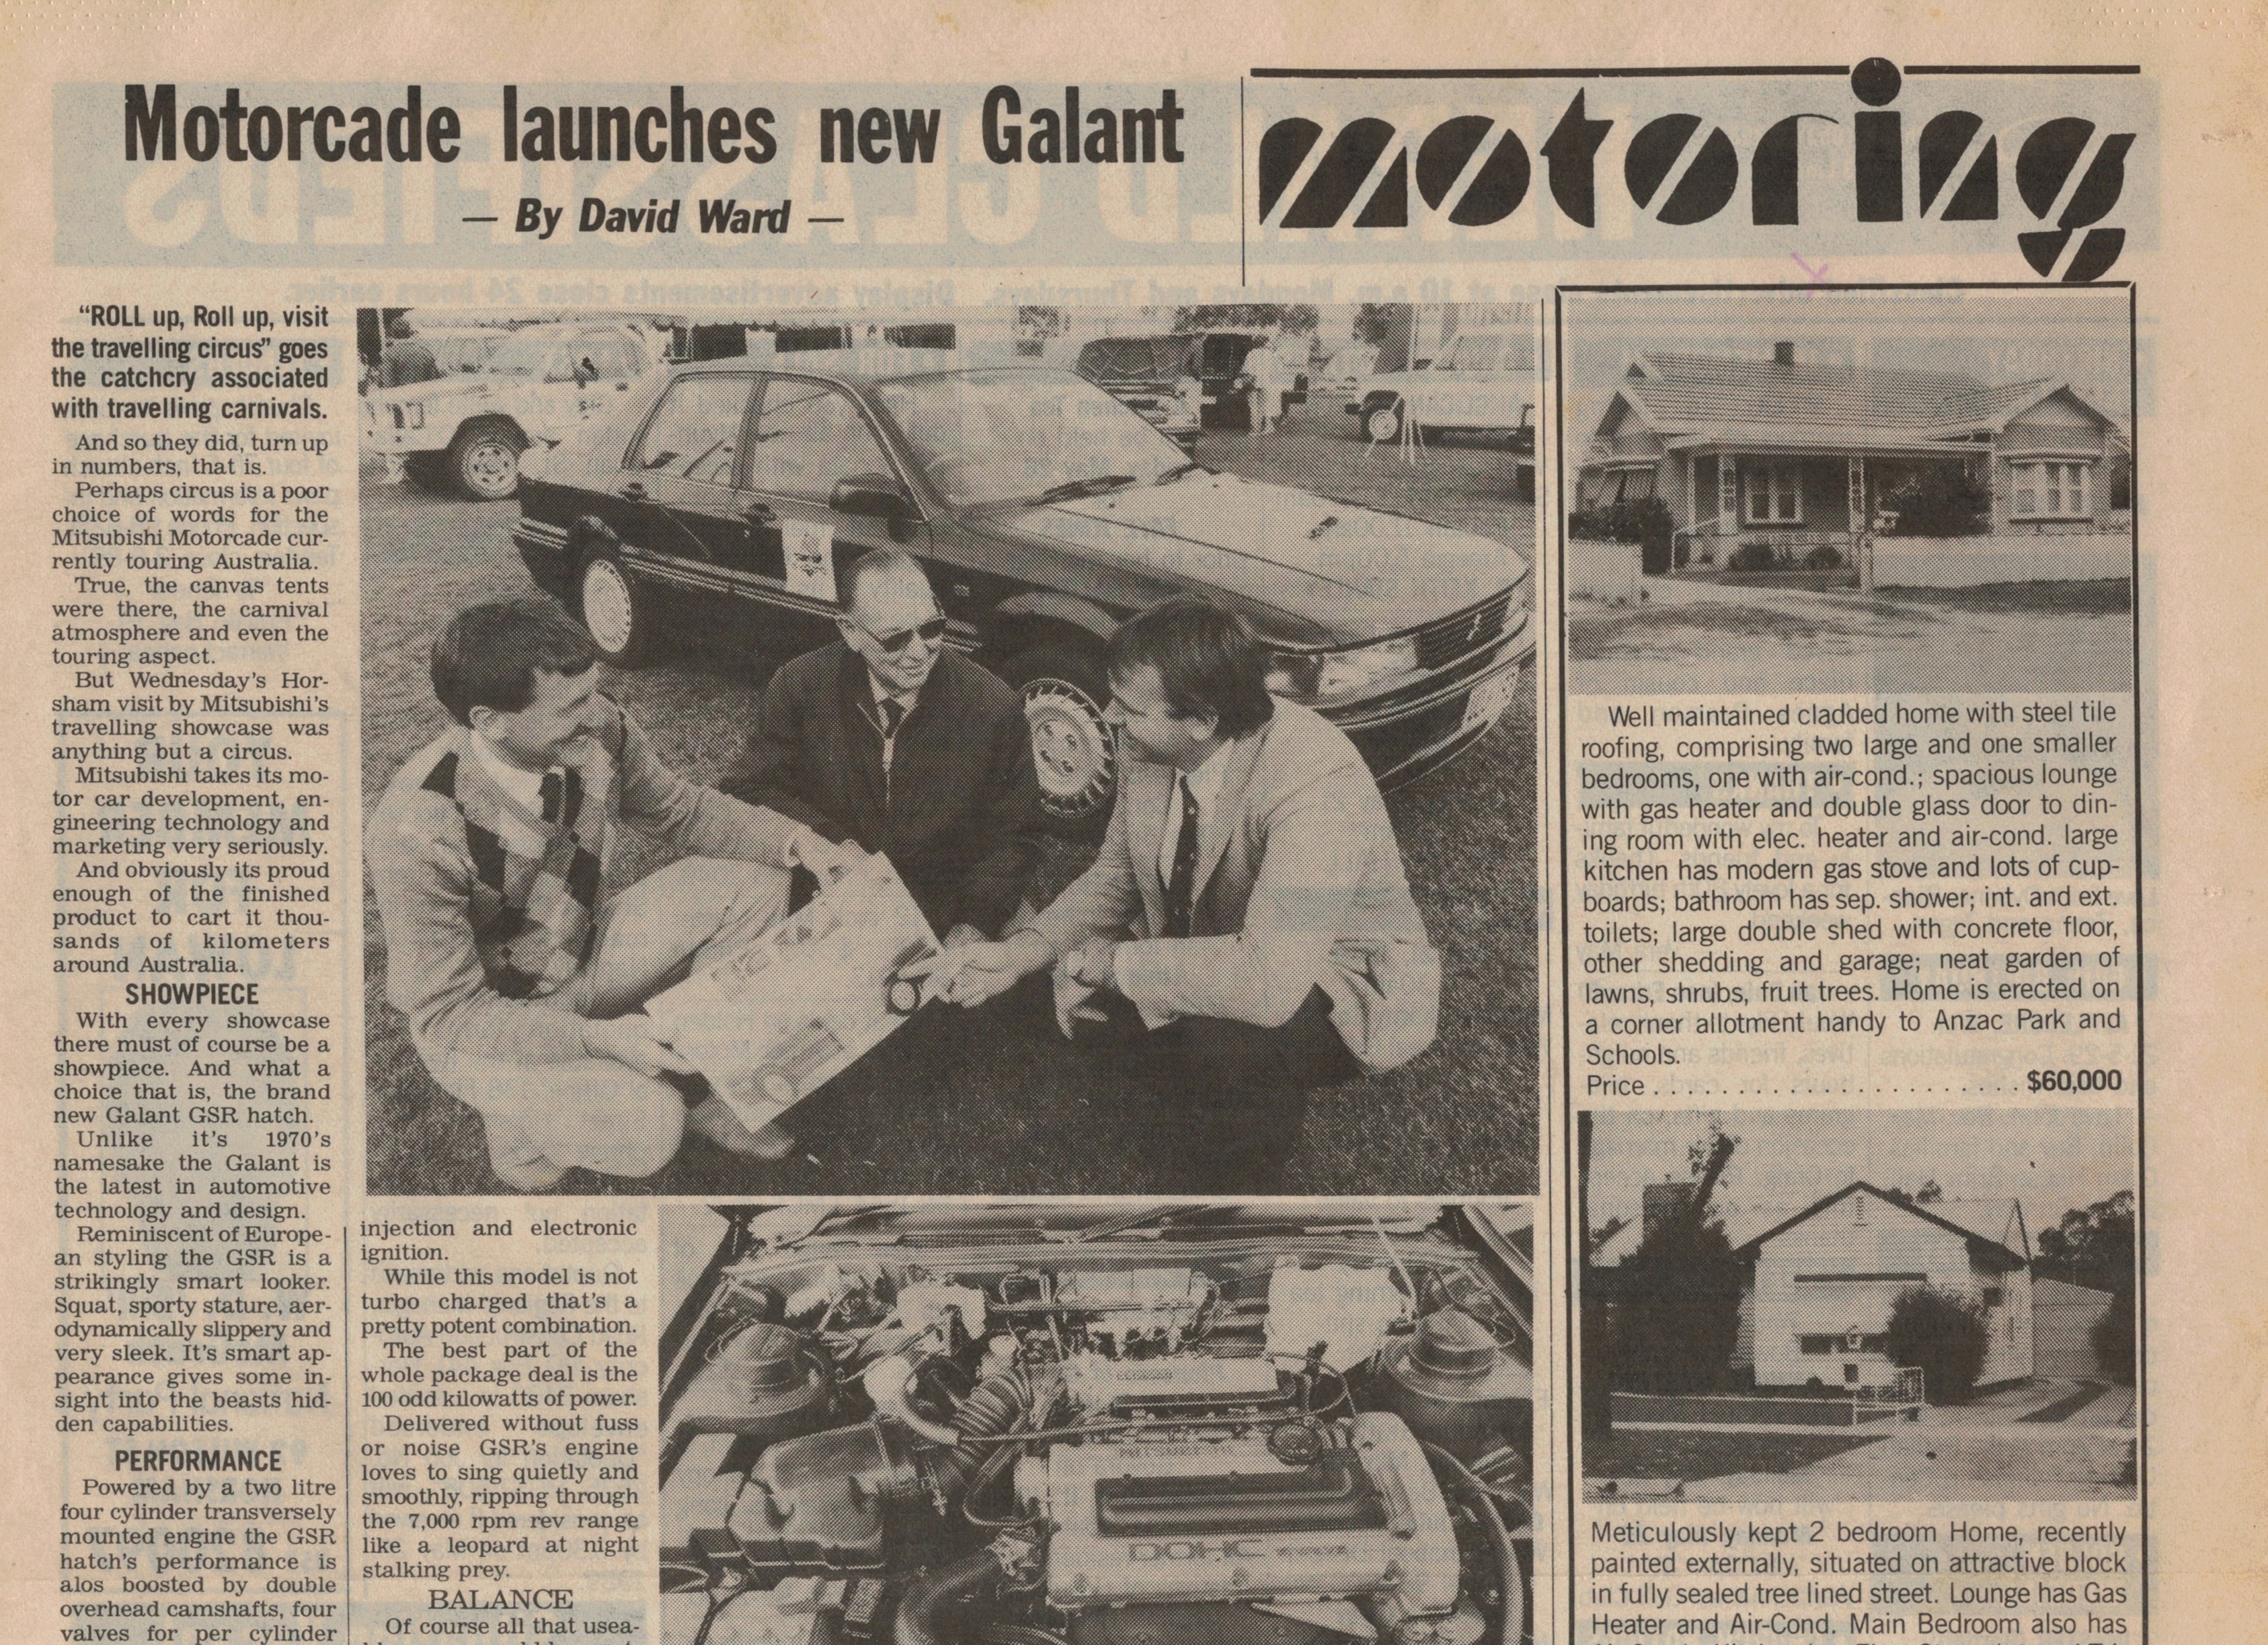 Motorcade launches new Galant
— By David Ward —
motoring
“ROLL up, Roll up, visit
the travelling circus” goes
the catchcry associated
with travelling carnivals.
And so they did, turn up
in numbers, that is.
Perhaps circus is a poor
choice of words for the
Mitsubishi Motorcade cur-
rently touring Australia.
True, the canvas tents
were there, the carnival
atmosphere and even the
touring aspect.
But Wednesday's Hor-
sham visit by Mitsubishi's
travelling showcase was
anything but a circus.
Mitsubishi takes its mo-
tor car development, en-
gineering technology and
marketing very seriously.
And obviously its proud
enough of the finished
product to cart it thou-
sands of kilometers
around Australia.
SHOWPIECE
With every showcase
there must of course be a
showpiece. And what a
choice that is, the brand
new Galant GSR hatch.
Unlike it's 1970's
namesake the Galant is
the latest in automotive
technology and design.
Reminiscent of Europe-
an styling the GSR is a
strikingly smart looker.
Squat, sporty stature, aer-
odynamically slippery and
very sleek. It's smart ap-
pearance gives some in-
sight into the beasts hid-
den capabilities.
PERFORMANCE
Powered by a two litre
four cylinder transversely
mounted engine the GSR
hatch's performance is
alos boosted by double
overhead camshafts, four
valves for per cylinder
injection and electronic
ignition.
While this model is not
turbo charged that's a
pretty potent combination.
The best part of the
whole package deal is the
100 odd kilowatts of power.
Delivered without fuss
or noise GSR's engine
loves to sing quietly and
smoothly, ripping through
the 7,000 rpm rev range
like a leopard at night
stalking prey.
BALANCE
Of course all that usea-
DOHC
Well maintained cladded home with steel tile
roofing, comprising two large and one smaller
bedrooms, one with air-cond.; spacious lounge
with gas heater and double glass door to din-
ing room with elec. heater and air-cond. large
kitchen has modern gas stove and lots of cup-
boards; bathroom has sep. shower; int. and ext.
toilets; large double shed with concrete floor,
other shedding and garage; neat garden of
lawns, shrubs, fruit trees. Home is erected on
a corner allotment handy to Anzac Park and
Schools.
Price . . . . . . . . . . . . . . . . . . . . . . $60,000
Meticulously kept 2 bedroom Home, recently
painted externally, situated on attractive block
in fully sealed tree lined street. Lounge has Gas
Heater and Air-Cond. Main Bedroom also has